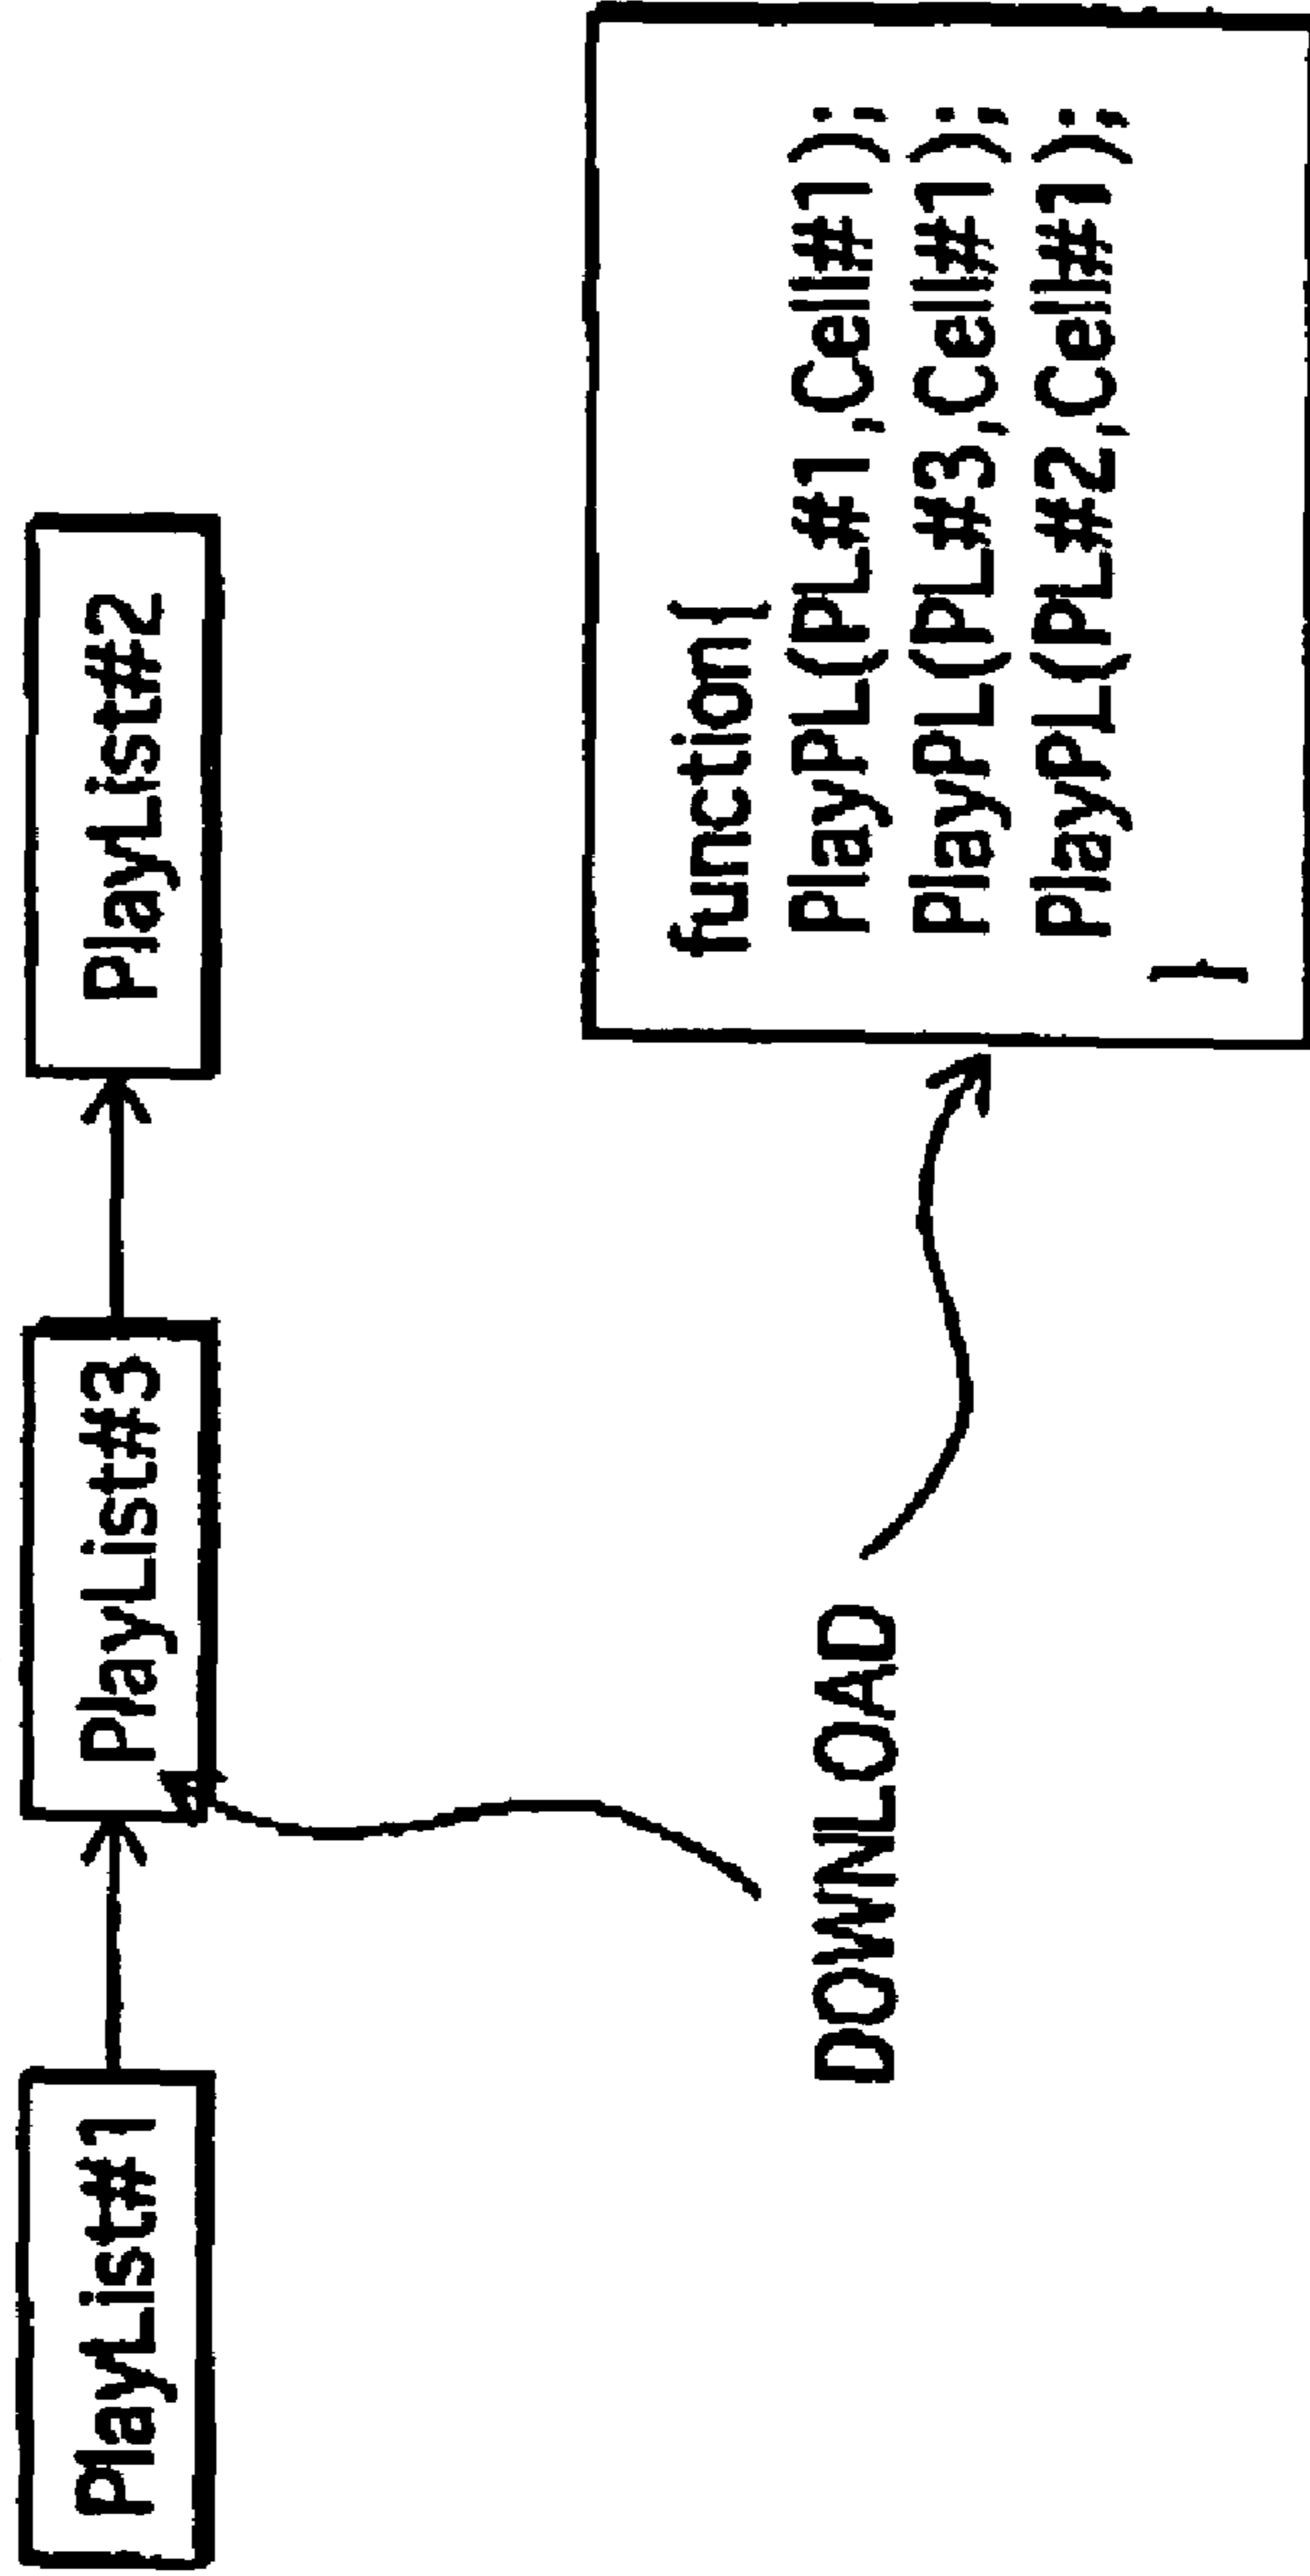 PlayList#1
PlayList#3
PlayList#2
DOWNLOAD
function{
PlayPL(PL#1,Cell#1);
PlayPL(PL#3,Cell#1);
PlayPL(PL#2,Cell#1);
}